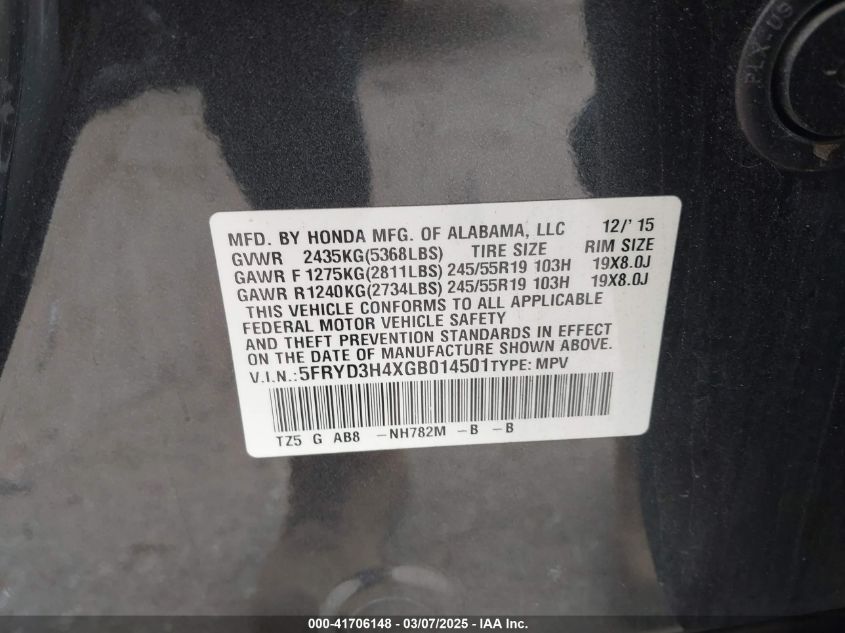 PLX-US
MFD. BY HONDA MFG. OF ALABAMA, LLC 12/'15
GVWR 2435KG(5368LBS) TIRE SIZE RIM SIZE
GAWR F 1275KG(2811LBS) 245/55R19 103H 19X8.0J
GAWR R1240KG(2734LBS) 245/55R19 103H 19X8.0J
THIS VEHICLE CONFORMS TO ALL APPLICABLE
FEDERAL MOTOR VEHICLE SAFETY
AND THEFT PREVENTION STANDARDS IN EFFECT
ON THE DATE OF MANUFACTURE SHOWN ABOVE.
V.I.N.:5FRYD3H4XGB014501 TYPE: MPV
TZ5 G AB8 -NH782M -B -B
000-41706148 - 03/07/2025 - IAA Inc.